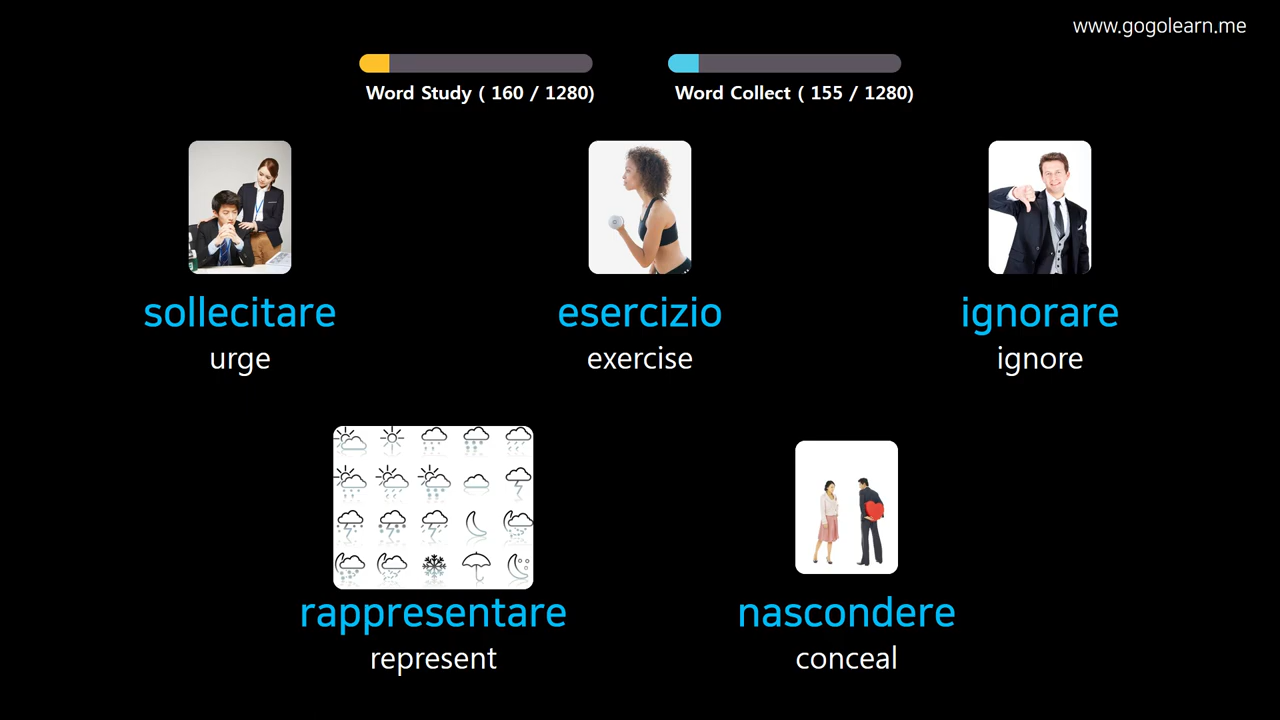 www.gogolearn.me
Word Study ( 160 / 1280)
Word Collect ( 155 / 1280)
sollecitare
urge
esercizio
exercise
ignorare
ignore
rappresentare
represent
nascondere
conceal